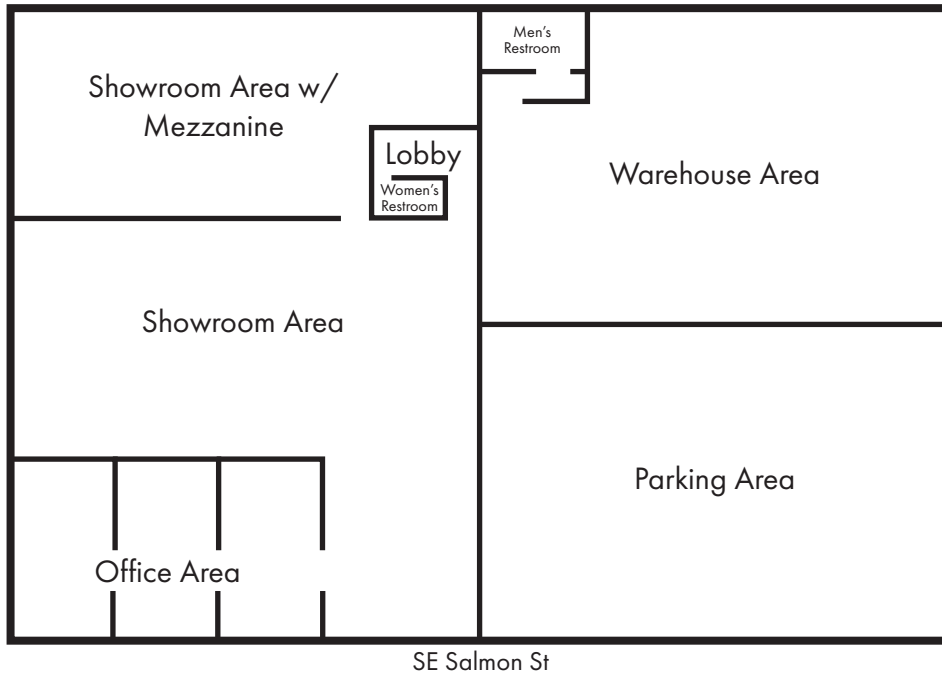 Men's
Restroom
Showroom Area w/
Mezzanine
Lobby
Women's
Restroom
Warehouse Area
Showroom Area
Parking Area
Office Area
SE Salmon St